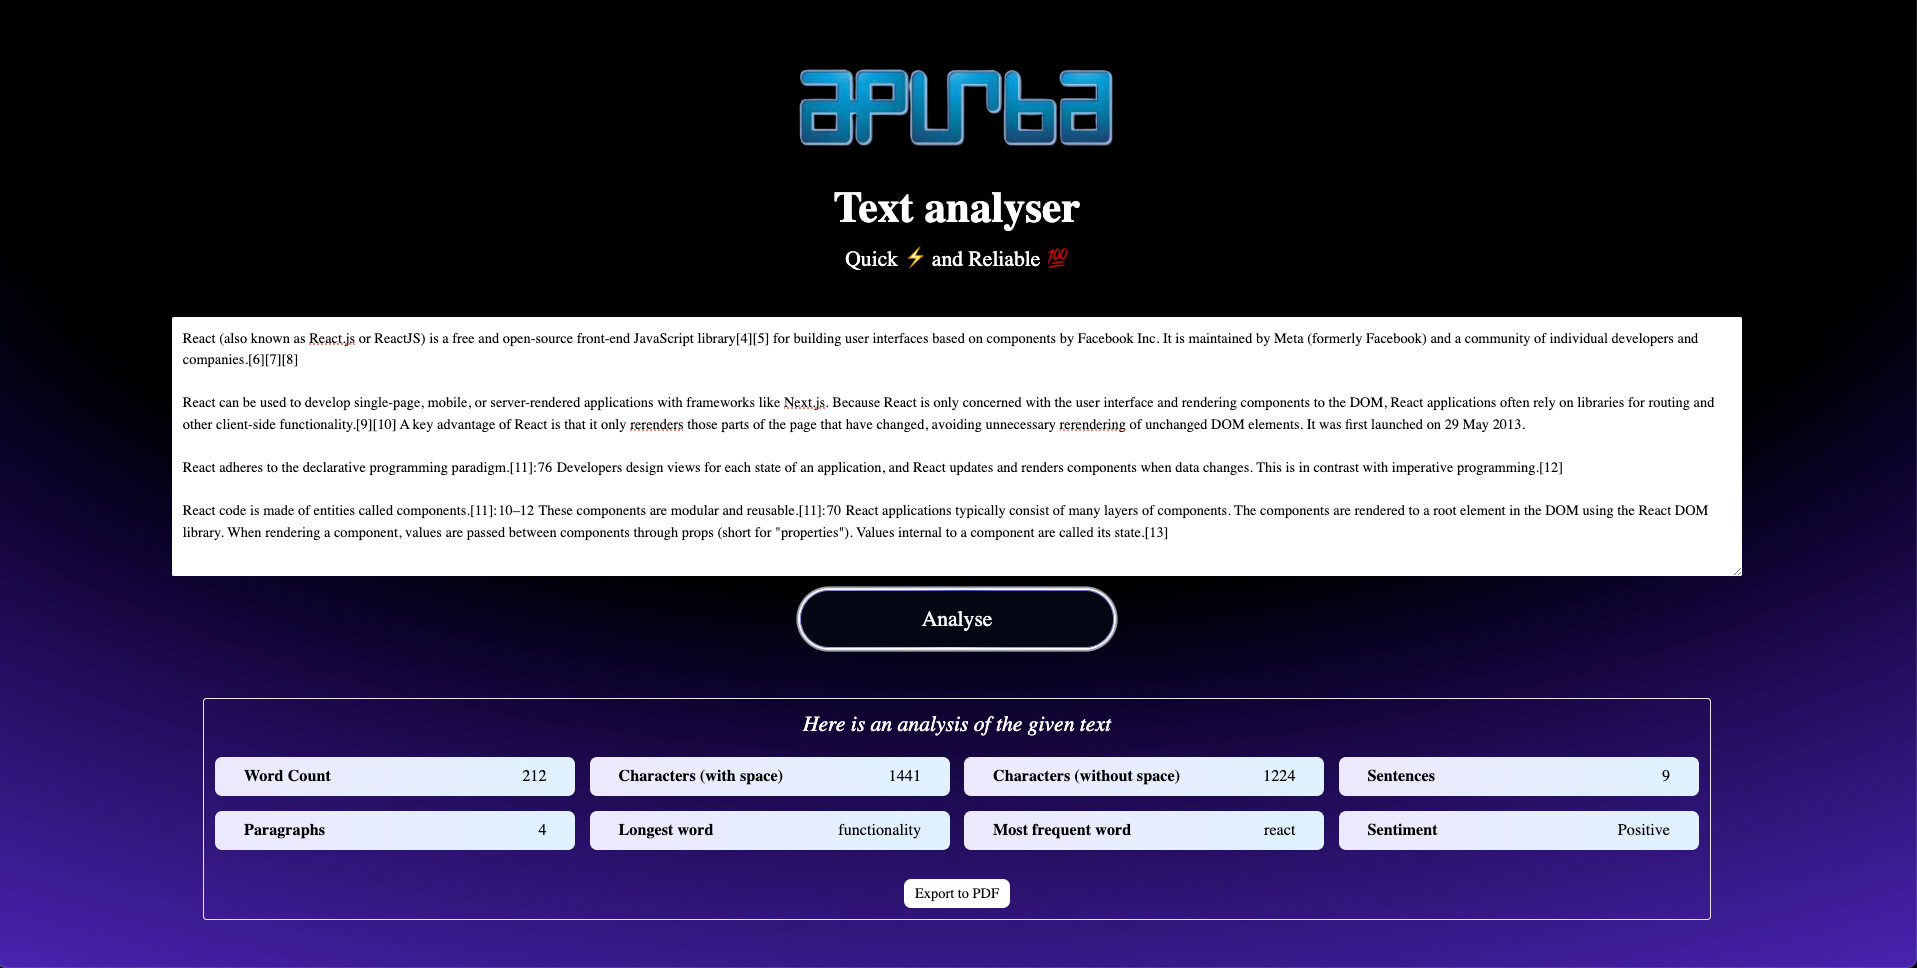 apurba
Text analyser
Quick ⚡ and Reliable 💯
React (also known as React.js or ReactJS) is a free and open-source front-end JavaScript library[4][5] for building user interfaces based on components by Facebook Inc. It is maintained by Meta (formerly Facebook) and a community of individual developers and
companies.[6][7][8]
React can be used to develop single-page, mobile, or server-rendered applications with frameworks like Next.js. Because React is only concerned with the user interface and rendering components to the DOM, React applications often rely on libraries for routing and
other client-side functionality.[9][10] A key advantage of React is that it only rerenders those parts of the page that have changed, avoiding unnecessary rerendering of unchanged DOM elements. It was first launched on 29 May 2013.
React adheres to the declarative programming paradigm.[11]:76 Developers design views for each state of an application, and React updates and renders components when data changes. This is in contrast with imperative programming.[12]
React code is made of entities called components.[11]:10–12 These components are modular and reusable.[11]:70 React applications typically consist of many layers of components. The components are rendered to a root element in the DOM using the React DOM
library. When rendering a component, values are passed between components through props (short for "properties"). Values internal to a component are called its state.[13]
Analyse
Here is an analysis of the given text
Word Count 212
Characters (with space) 1441
Characters (without space) 1224
Sentences 9
Paragraphs 4
Longest word functionality
Most frequent word react
Sentiment Positive
Export to PDF